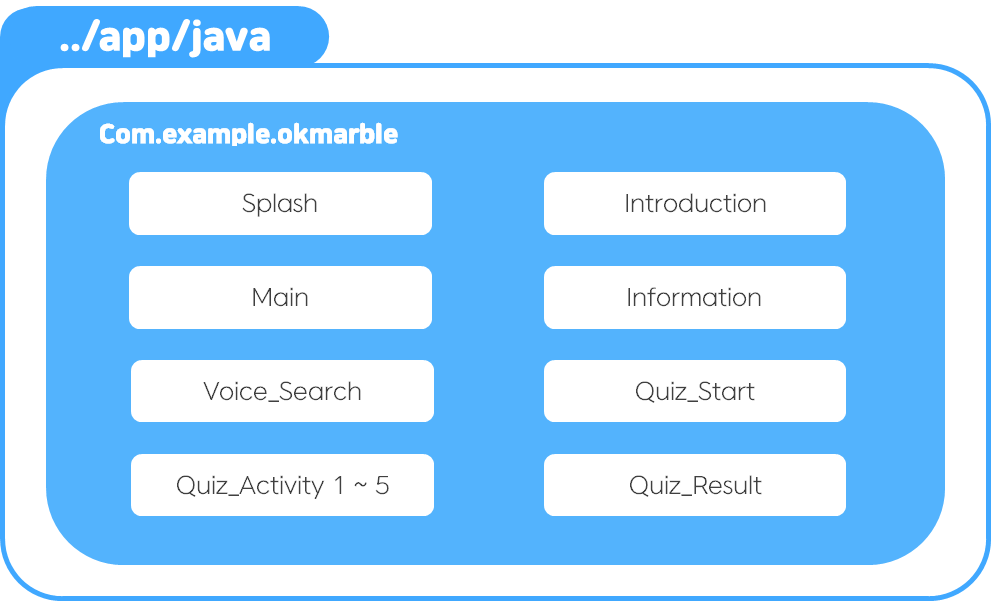 ../app/java
Com.example.okmarble
Splash
Introduction
Main
Information
Voice_Search
Quiz_Start
Quiz_Activity 1 ~ 5
Quiz_Result